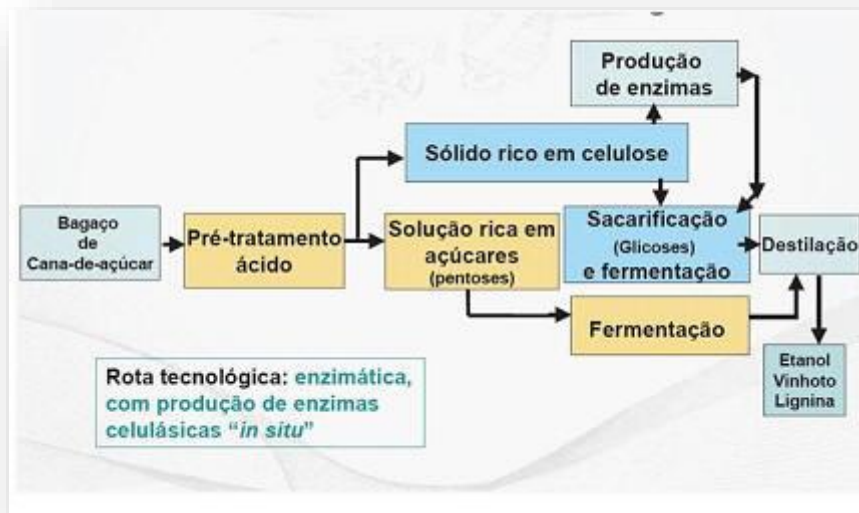 Produção
de enzimas
Sólido rico em celulose
Bagaço
de
Cana-de-açúcar
Pré-tratamento
ácido
Solução rica em
açúcares
(pentoses)
Sacarificação
(Glicoses)
e fermentação
Destilação
Fermentação
Etanol
Vinhoto
Lignina
Rota tecnológica: enzimática,
com produção de enzimas
celulásicas “in situ”